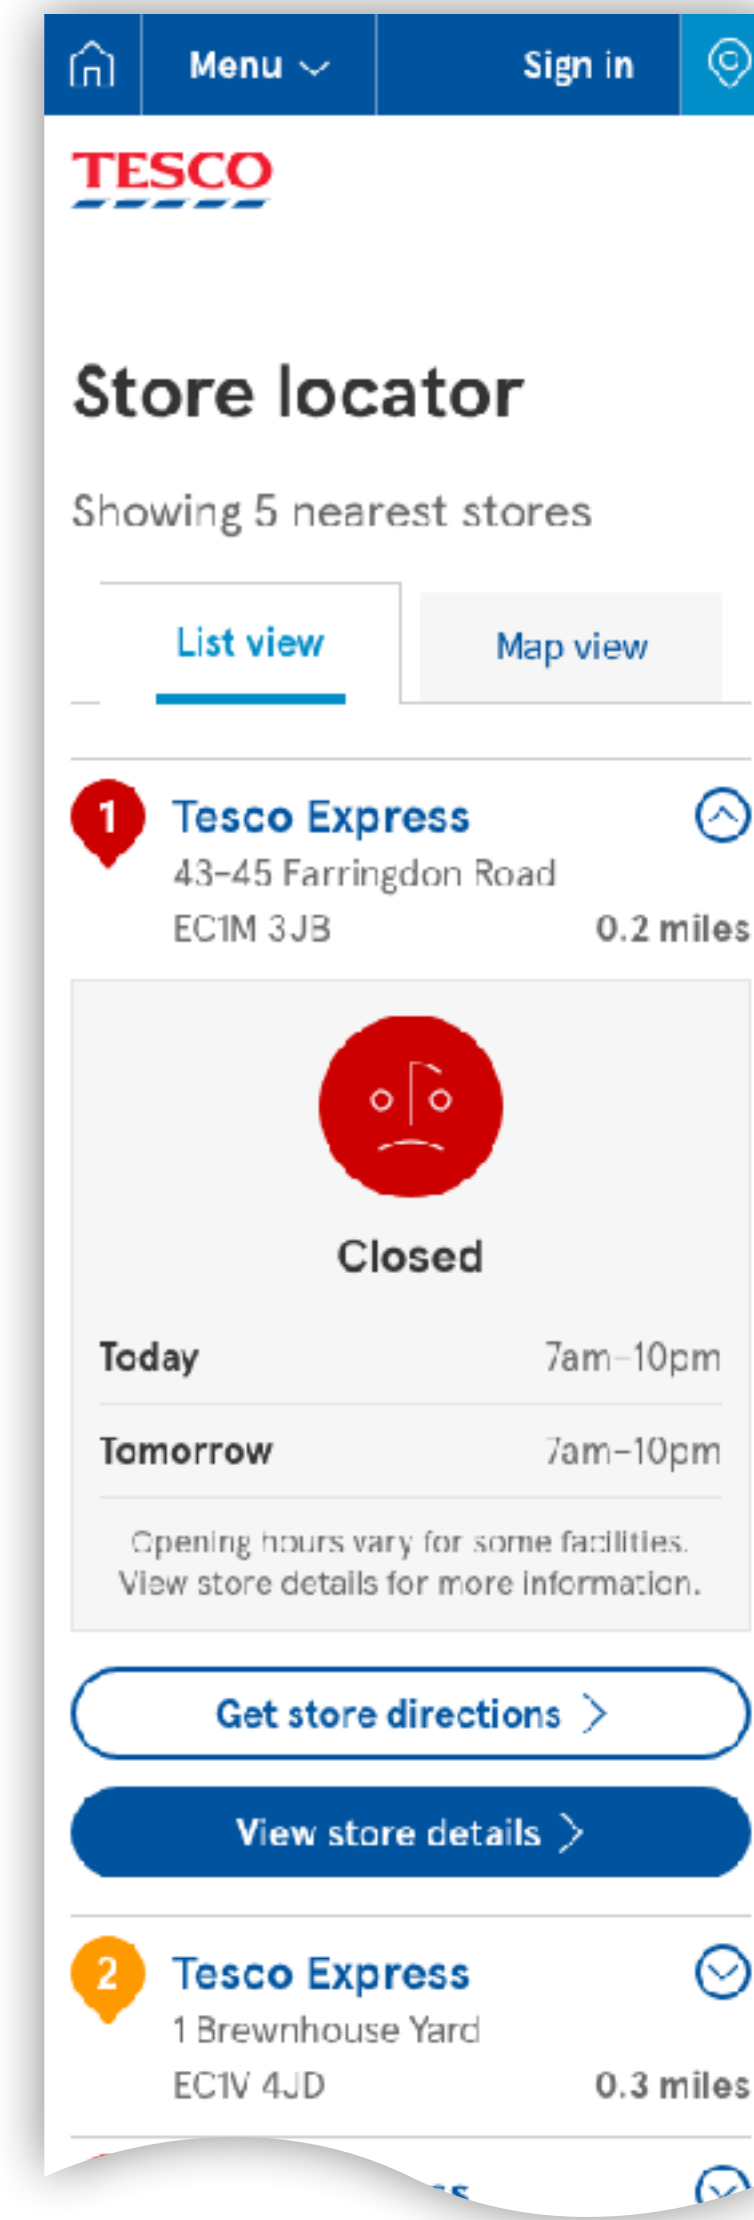 Menu
Sign in
TESCO
Store locator
Showing 5 nearest stores
List view
Map view
1
Tesco Express
43-45 Farringdon Road
EC1M 3JB
0.2 miles
Closed
Today
7am-10pm
Tomorrow
7am-10pm
Opening hours vary for some facilities.
View store details for more information.
Get store directions
View store details
2
Tesco Express
1 Brewnhouse Yard
EC1V 4JD
0.3 miles